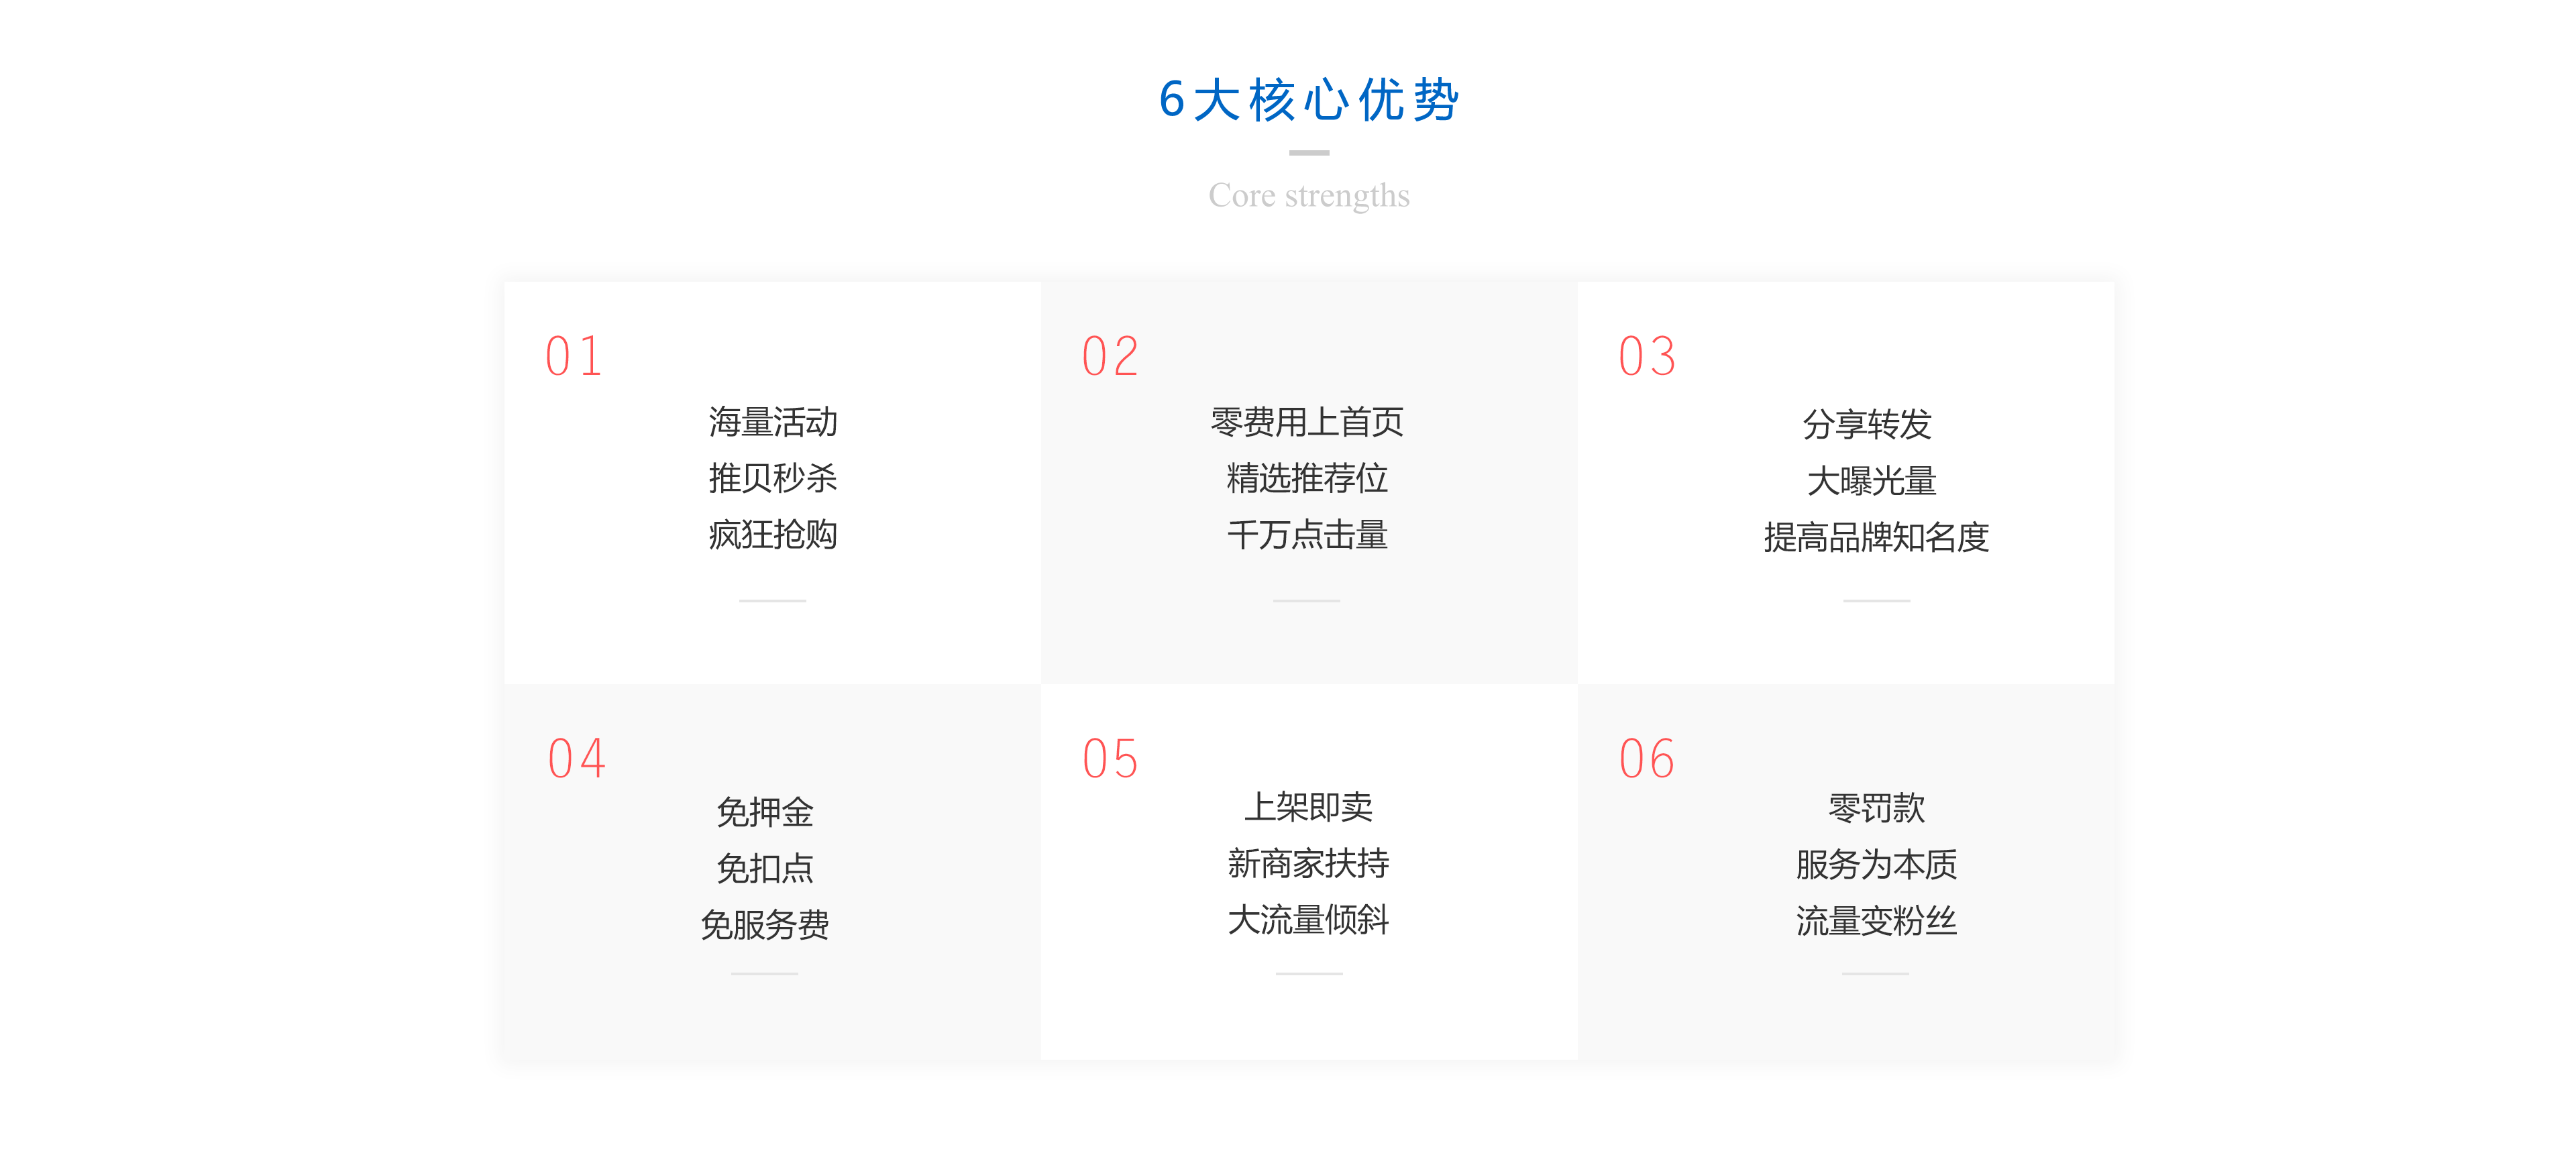 6大核心优势
Core strengths
01
海量活动
推贝秒杀
疯狂抢购
02
零费用上首页
精选推荐位
千万点击量
03
分享转发
大曝光量
提高品牌知名度
04
免押金
免扣点
免服务费
05
上架即卖
新商家扶持
大流量倾斜
06
零罚款
服务为本质
流量变粉丝